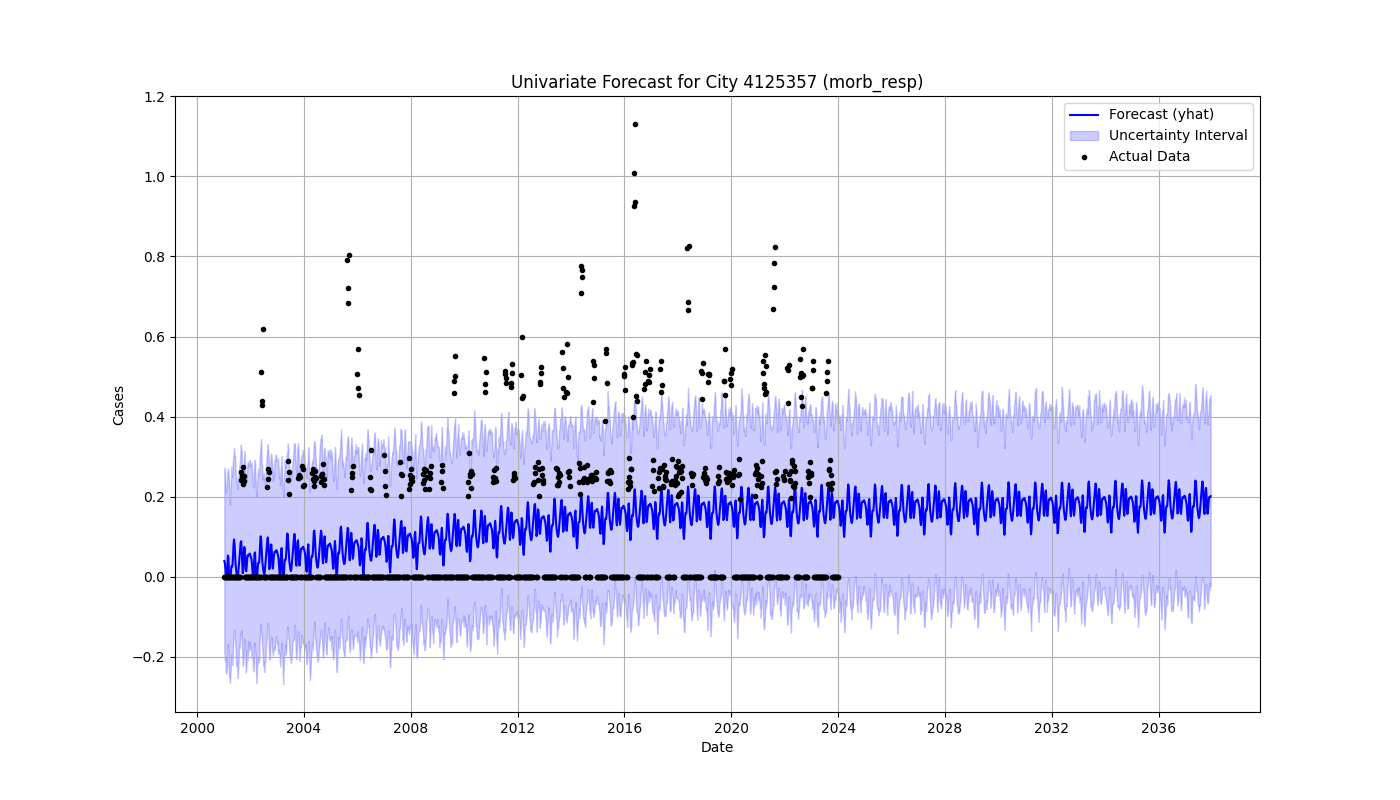 Univariate Forecast for City 4125357 (morb_resp)
Forecast (yhat)
Uncertainty Interval
Actual Data
Cases
1.2
1.0
0.8
0.6
0.4
0.2
0.0
−0.2
2000 2004 2008 2012 2016 2020 2024 2028 2032 2036
Date